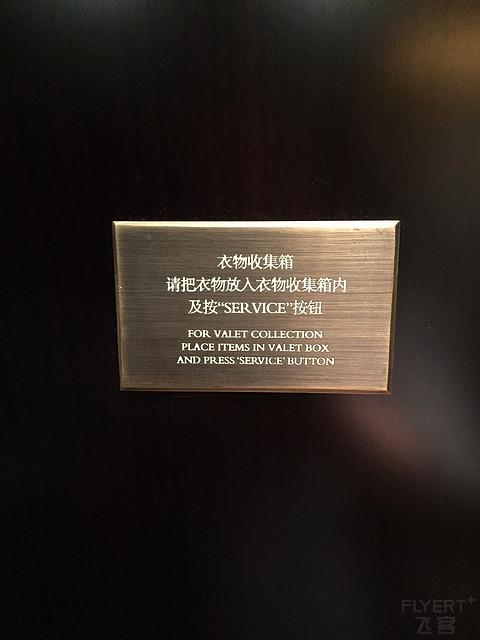 衣物收集箱
请把衣物放入衣物收集箱内
及按“SERVICE”按钮
FOR VALET COLLECTION
PLACE ITEMS IN VALET BOX
AND PRESS 'SERVICE' BUTTON
FLYERT+
飞客